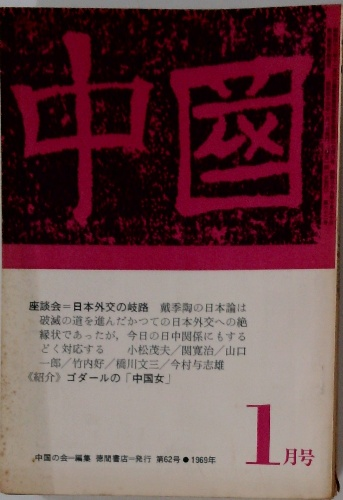 中國
座談会＝日本外交の岐路　戴季陶の日本論は
破滅の道を進んだかつての日本外交への絶
縁状であったが，今日の日中関係にもする
どく対応する　小松茂夫／関寛治／山口
一郎／竹内好／橋川文三／今村与志雄
《紹介》ゴダールの「中国女」
中国の会＝編集　徳間書店＝発行　第62号●1969年
1月号